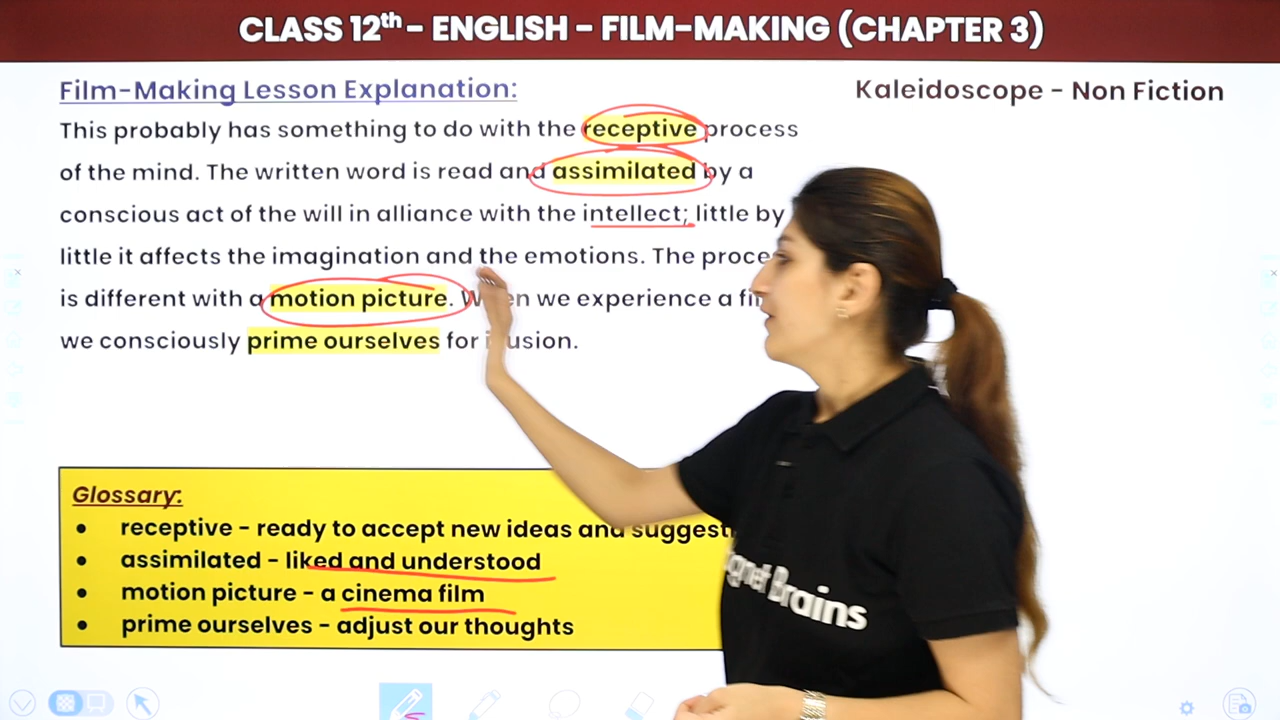 CLASS 12th - ENGLISH - FILM-MAKING (CHAPTER 3)
Film-Making Lesson Explanation:
Kaleidoscope - Non Fiction
This probably has something to do with the receptive process
of the mind. The written word is read and assimilated by a
conscious act of the will in alliance with the intellect; little by
little it affects the imagination and the emotions. The
is different with a motion picture. we experience a
we consciously prime ourselves for
Glossary:
• receptive - ready to accept new ideas and
• assimilated - liked and understood
• motion picture - a cinema film
• prime ourselves - adjust our thoughts
Brains